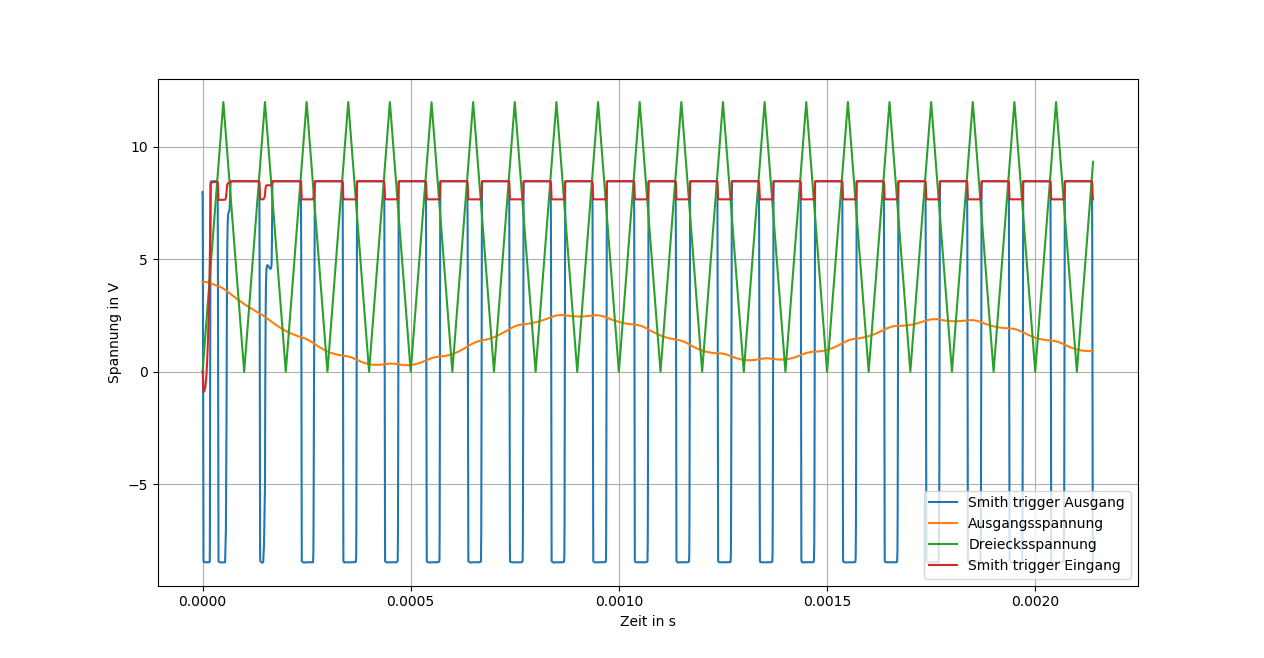 Spannung in V
10
5
0
−5
0.0000
0.0005
0.0010
0.0015
0.0020
Zeit in s
Smith trigger Ausgang
Ausgangsspannung
Dreiecksspannung
Smith trigger Eingang